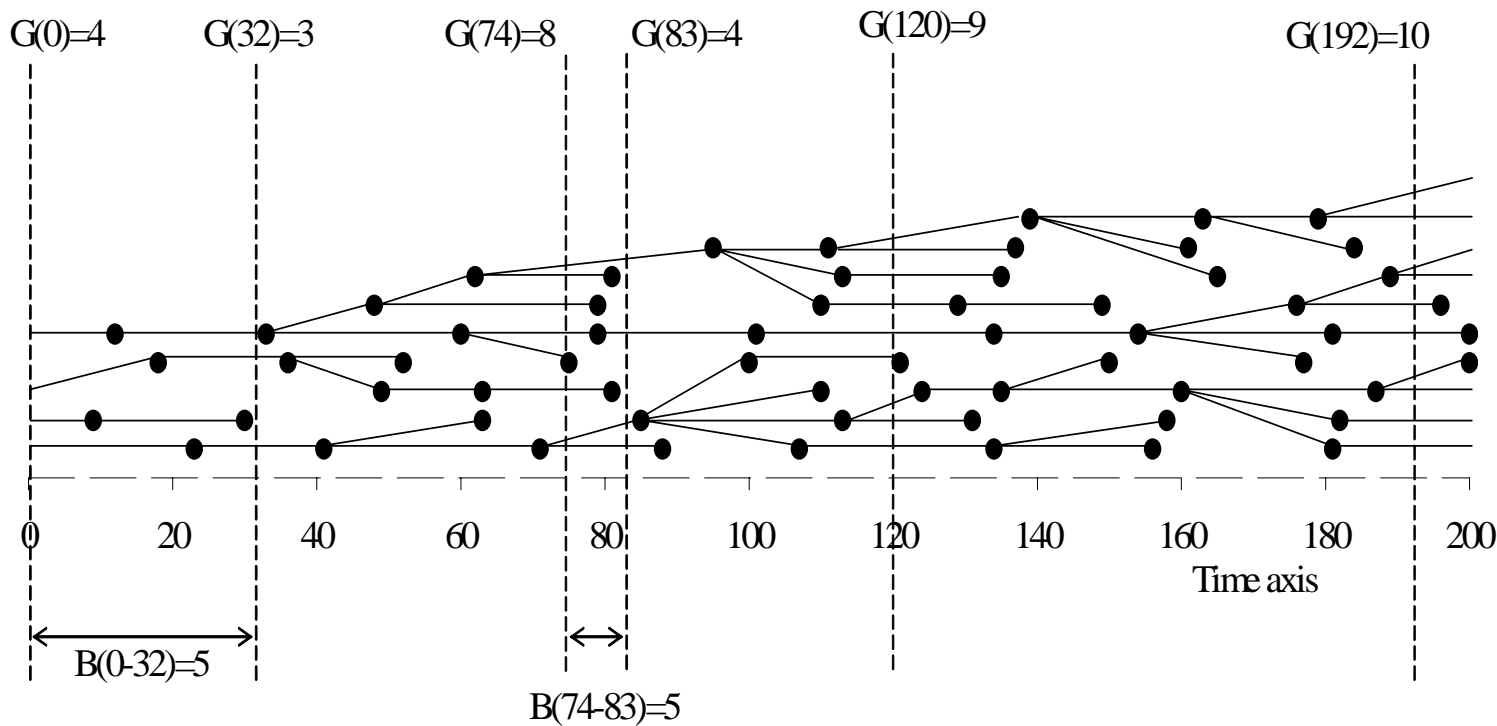 G(0)=4 G(32)=3 G(74)=8 G(83)=4 G(120)=9 G(192)=10
0 20 40 60 80 100 120 140 160 180 200
Time axis
B(0-32)=5
B(74-83)=5